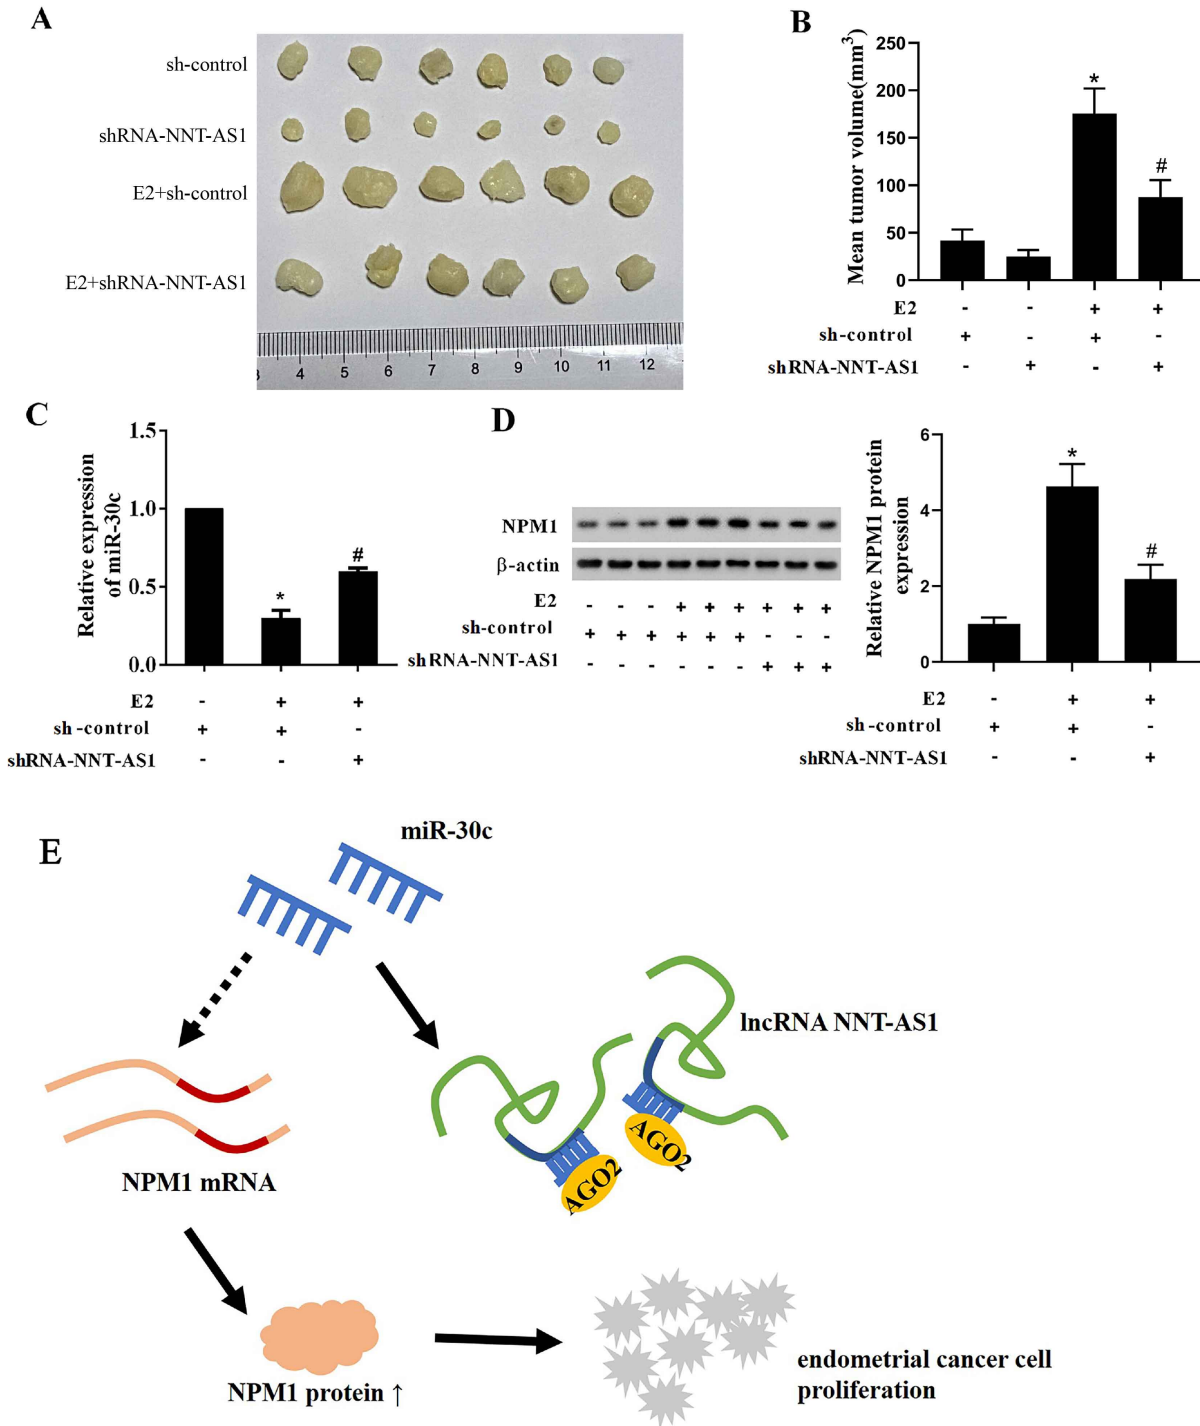 A
sh-control
shRNA-NNT-AS1
E2+sh-control
E2+shRNA-NNT-AS1
3 4 5 6 7 8 9 10 11 12
B
Mean tumor volume(mm³)
250
200
150
100
50
0
*
#
E2 - - + +
sh-control + - + -
shRNA-NNT-AS1 - + - +
C
Relative expression
of miR-30c
1.5
1.0
0.5
0.0
*
#
E2 - + +
sh-control + + -
shRNA-NNT-AS1 - - +
D
NPM1
β-actin
E2 - - - + + + + + +
sh-control + + + + + + - - -
shRNA-NNT-AS1 - - - - - - + + +
Relative NPM1 protein
expression
6
4
2
0
*
#
E2 - + +
sh-control + + -
shRNA-NNT-AS1 - - +
E
miR-30c
lncRNA NNT-AS1
AGO2
AGO2
NPM1 mRNA
NPM1 protein ↑
endometrial cancer cell
proliferation